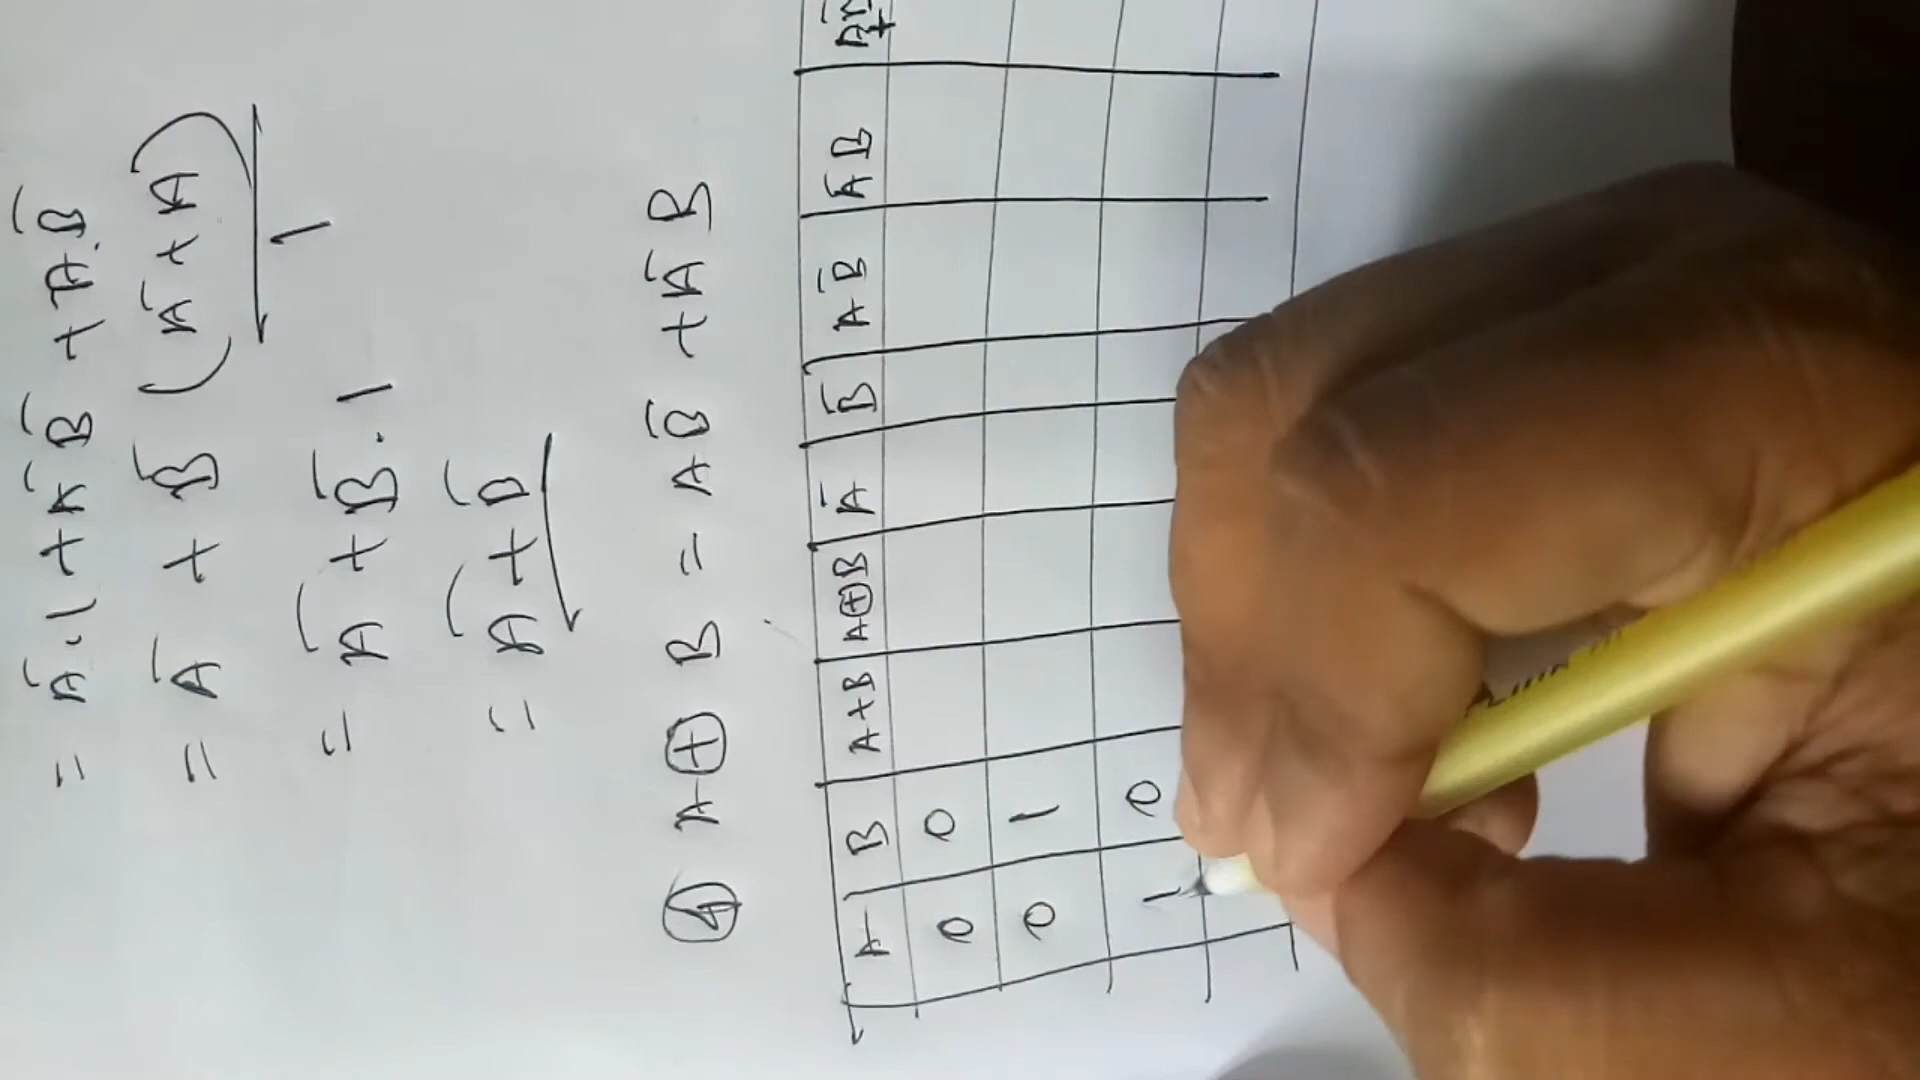 = Ā.1 + Ā B̄ + A.B̄
= Ā + B̄ (Ā + A)
1
= Ā + B̄.1
= Ā + B̄
④ A ⊕ B = A B̄ + Ā B
A B A+B A⊕B Ā B̄ A B̄ Ā B
0 0
0 1
1 0